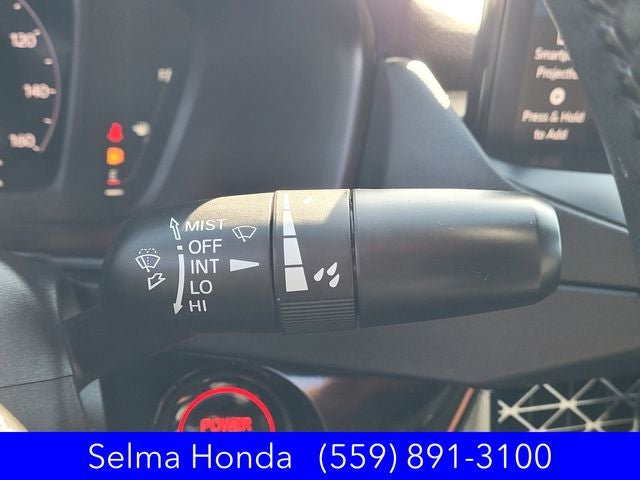 120
140
160
H
Smartp
Projecti
Press & Hold
to Add
MIST
OFF
INT
LO
HI
E
POWER
Selma Honda (559) 891-3100